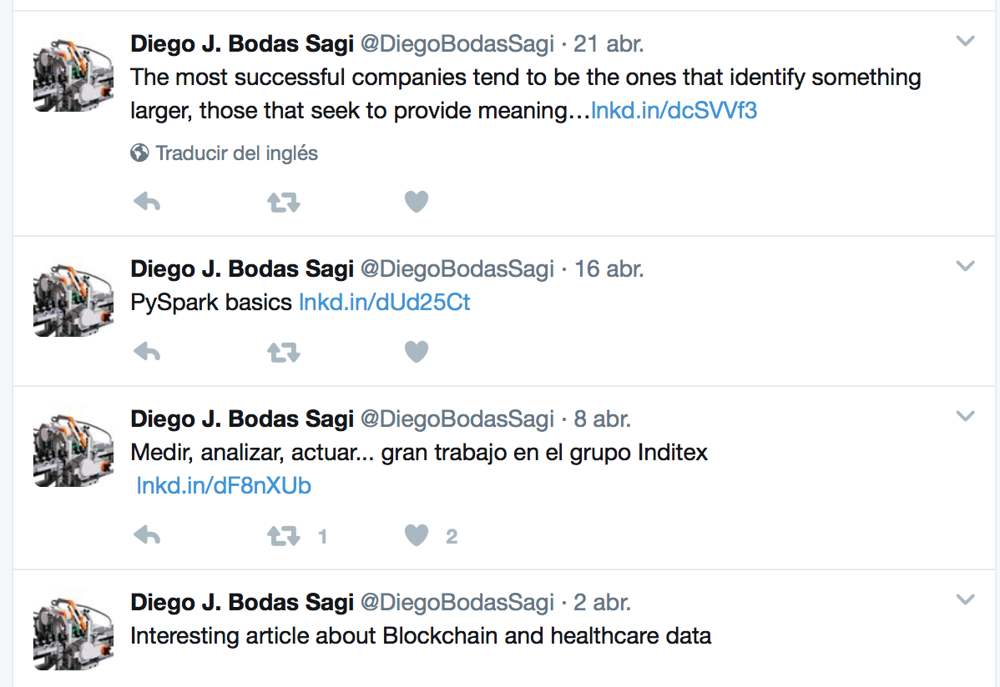 Diego J. Bodas Sagi @DiegoBodasSagi · 21 abr.
The most successful companies tend to be the ones that identify something
larger, those that seek to provide meaning…lnkd.in/dcSVVf3
Traducir del inglés
Diego J. Bodas Sagi @DiegoBodasSagi · 16 abr.
PySpark basics lnkd.in/dUd25Ct
Diego J. Bodas Sagi @DiegoBodasSagi · 8 abr.
Medir, analizar, actuar... gran trabajo en el grupo Inditex
lnkd.in/dF8nXUb
1 2
Diego J. Bodas Sagi @DiegoBodasSagi · 2 abr.
Interesting article about Blockchain and healthcare data